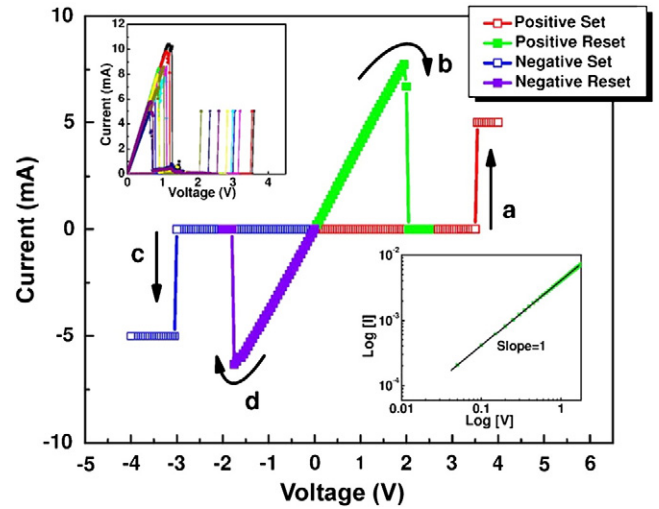 Positive Set
Positive Reset
Negative Set
Negative Reset
12
10
8
6
4
2
0
Current (mA)
0 1 2 3 4
Voltage (V)
10
5
0
-5
-10
Current (mA)
a
b
c
d
10⁻²
10⁻³
10⁻⁴
Log [I]
Slope=1
0.01 0.1 1
Log [V]
-5 -4 -3 -2 -1 0 1 2 3 4 5 6
Voltage (V)